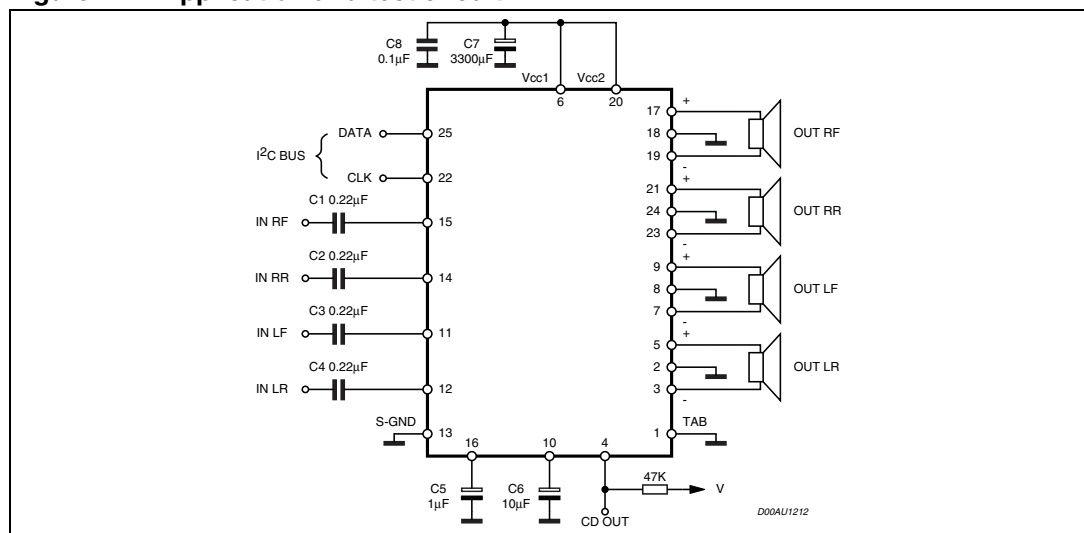 C8
0.1µF
C7
3300µF
Vcc1
Vcc2
6
20
I²C BUS
DATA
25
CLK
22
C1 0.22µF
IN RF
15
C2 0.22µF
IN RR
14
C3 0.22µF
IN LF
11
C4 0.22µF
IN LR
12
S-GND
13
17
+
18
19
-
OUT RF
21
+
24
23
-
OUT RR
9
+
8
7
-
OUT LF
5
+
2
3
-
OUT LR
1
TAB
16
10
4
C5
1µF
C6
10µF
47K
V
CD OUT
D00AU1212